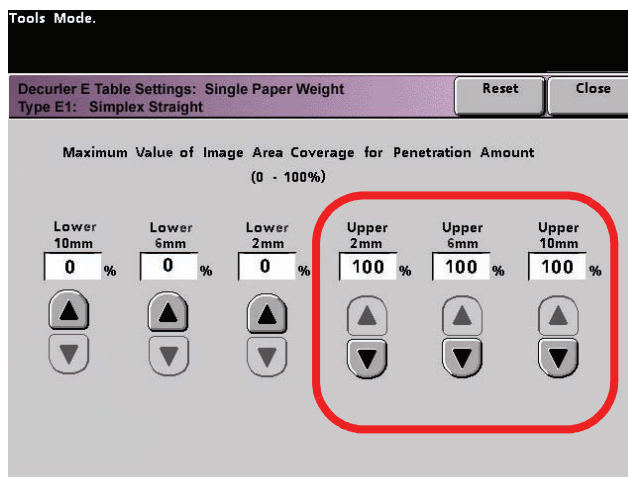 Tools Mode.
Decurler E Table Settings: Single Paper Weight
Type E1: Simplex Straight
Reset
Close
Maximum Value of Image Area Coverage for Penetration Amount
(0 - 100%)
Lower Lower Lower Upper Upper Upper
10mm 6mm 2mm 2mm 6mm 10mm
0 % 0 % 0 % 100 % 100 % 100 %